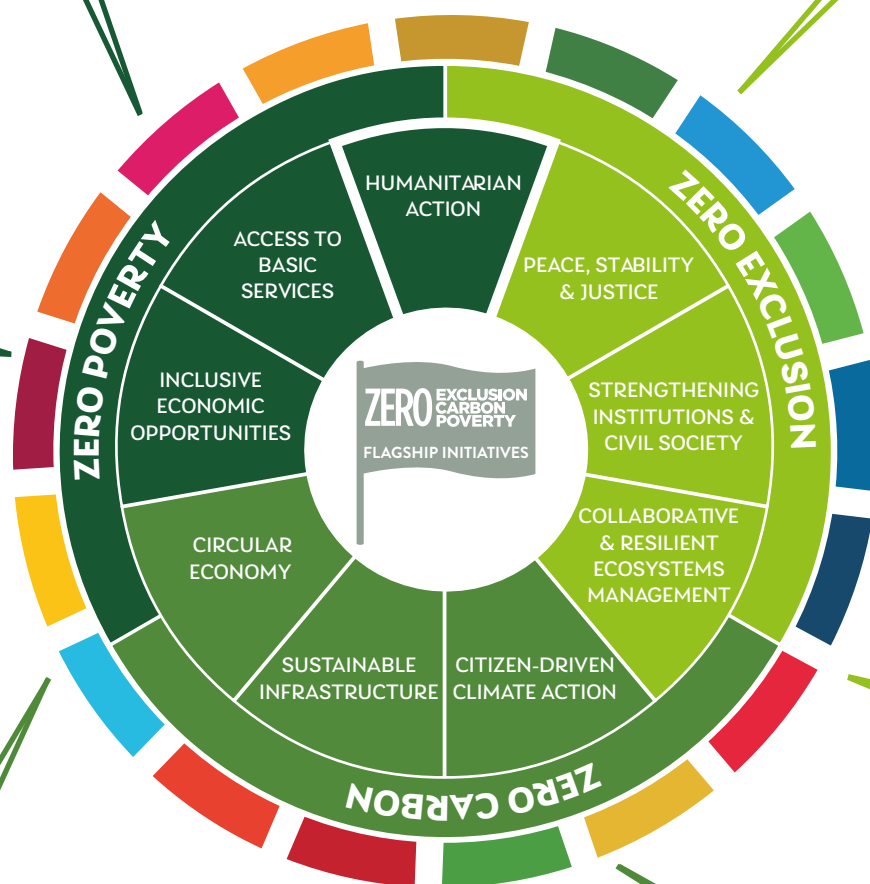 HUMANITARIAN
ACTION
ZERO EXCLUSION
PEACE, STABILITY
& JUSTICE
STRENGTHENING
INSTITUTIONS &
CIVIL SOCIETY
COLLABORATIVE
& RESILIENT
ECOSYSTEMS
MANAGEMENT
ZERO CARBON
CITIZEN-DRIVEN
CLIMATE ACTION
SUSTAINABLE
INFRASTRUCTURE
CIRCULAR
ECONOMY
ZERO POVERTY
INCLUSIVE
ECONOMIC
OPPORTUNITIES
ACCESS TO
BASIC
SERVICES
ZERO EXCLUSION
CARBON
POVERTY
FLAGSHIP INITIATIVES